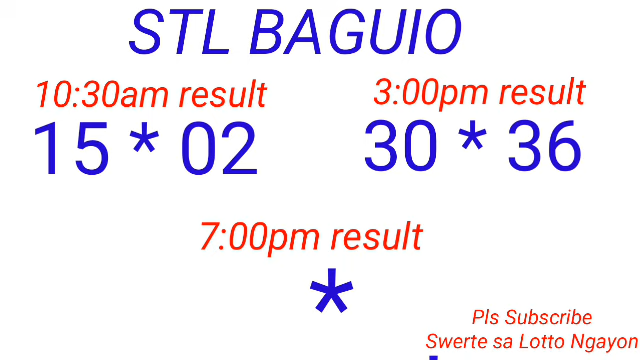 STL BAGUIO
10:30am result
15 * 02
3:00pm result
30 * 36
7:00pm result
*
Pls Subscribe
Swerte sa Lotto Ngayon